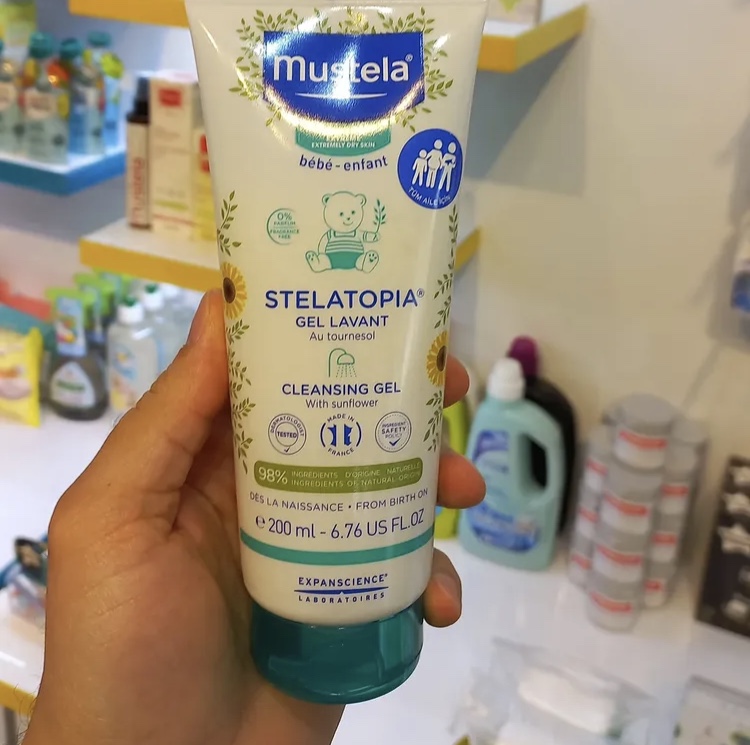 Mustela®
EXTREMELY DRY SKIN
bébé - enfant
TÜM AİLE İÇİN
0%
PARFUM
FRAGRANCE
FREE
STELATOPIA®
GEL LAVANT
Au tournesol
CLEANSING GEL
With sunflower
DERMATOLOGIST
TESTED
MADE IN
FRANCE
INGREDIENT
SAFETY
POLICY
98% INGRÉDIENTS D'ORIGINE NATURELLE
INGREDIENTS OF NATURAL ORIGIN
DÈS LA NAISSANCE • FROM BIRTH ON
e 200 ml - 6.76 US FL.OZ
EXPANSCIENCE®
LABORATOIRES